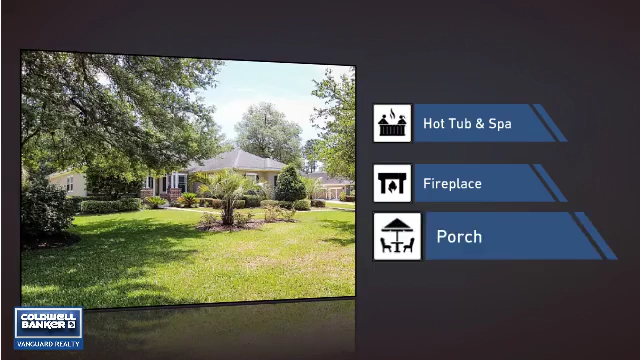 Hot Tub & Spa
Fireplace
Porch
COLDWELL
BANKER
VANGUARD REALTY